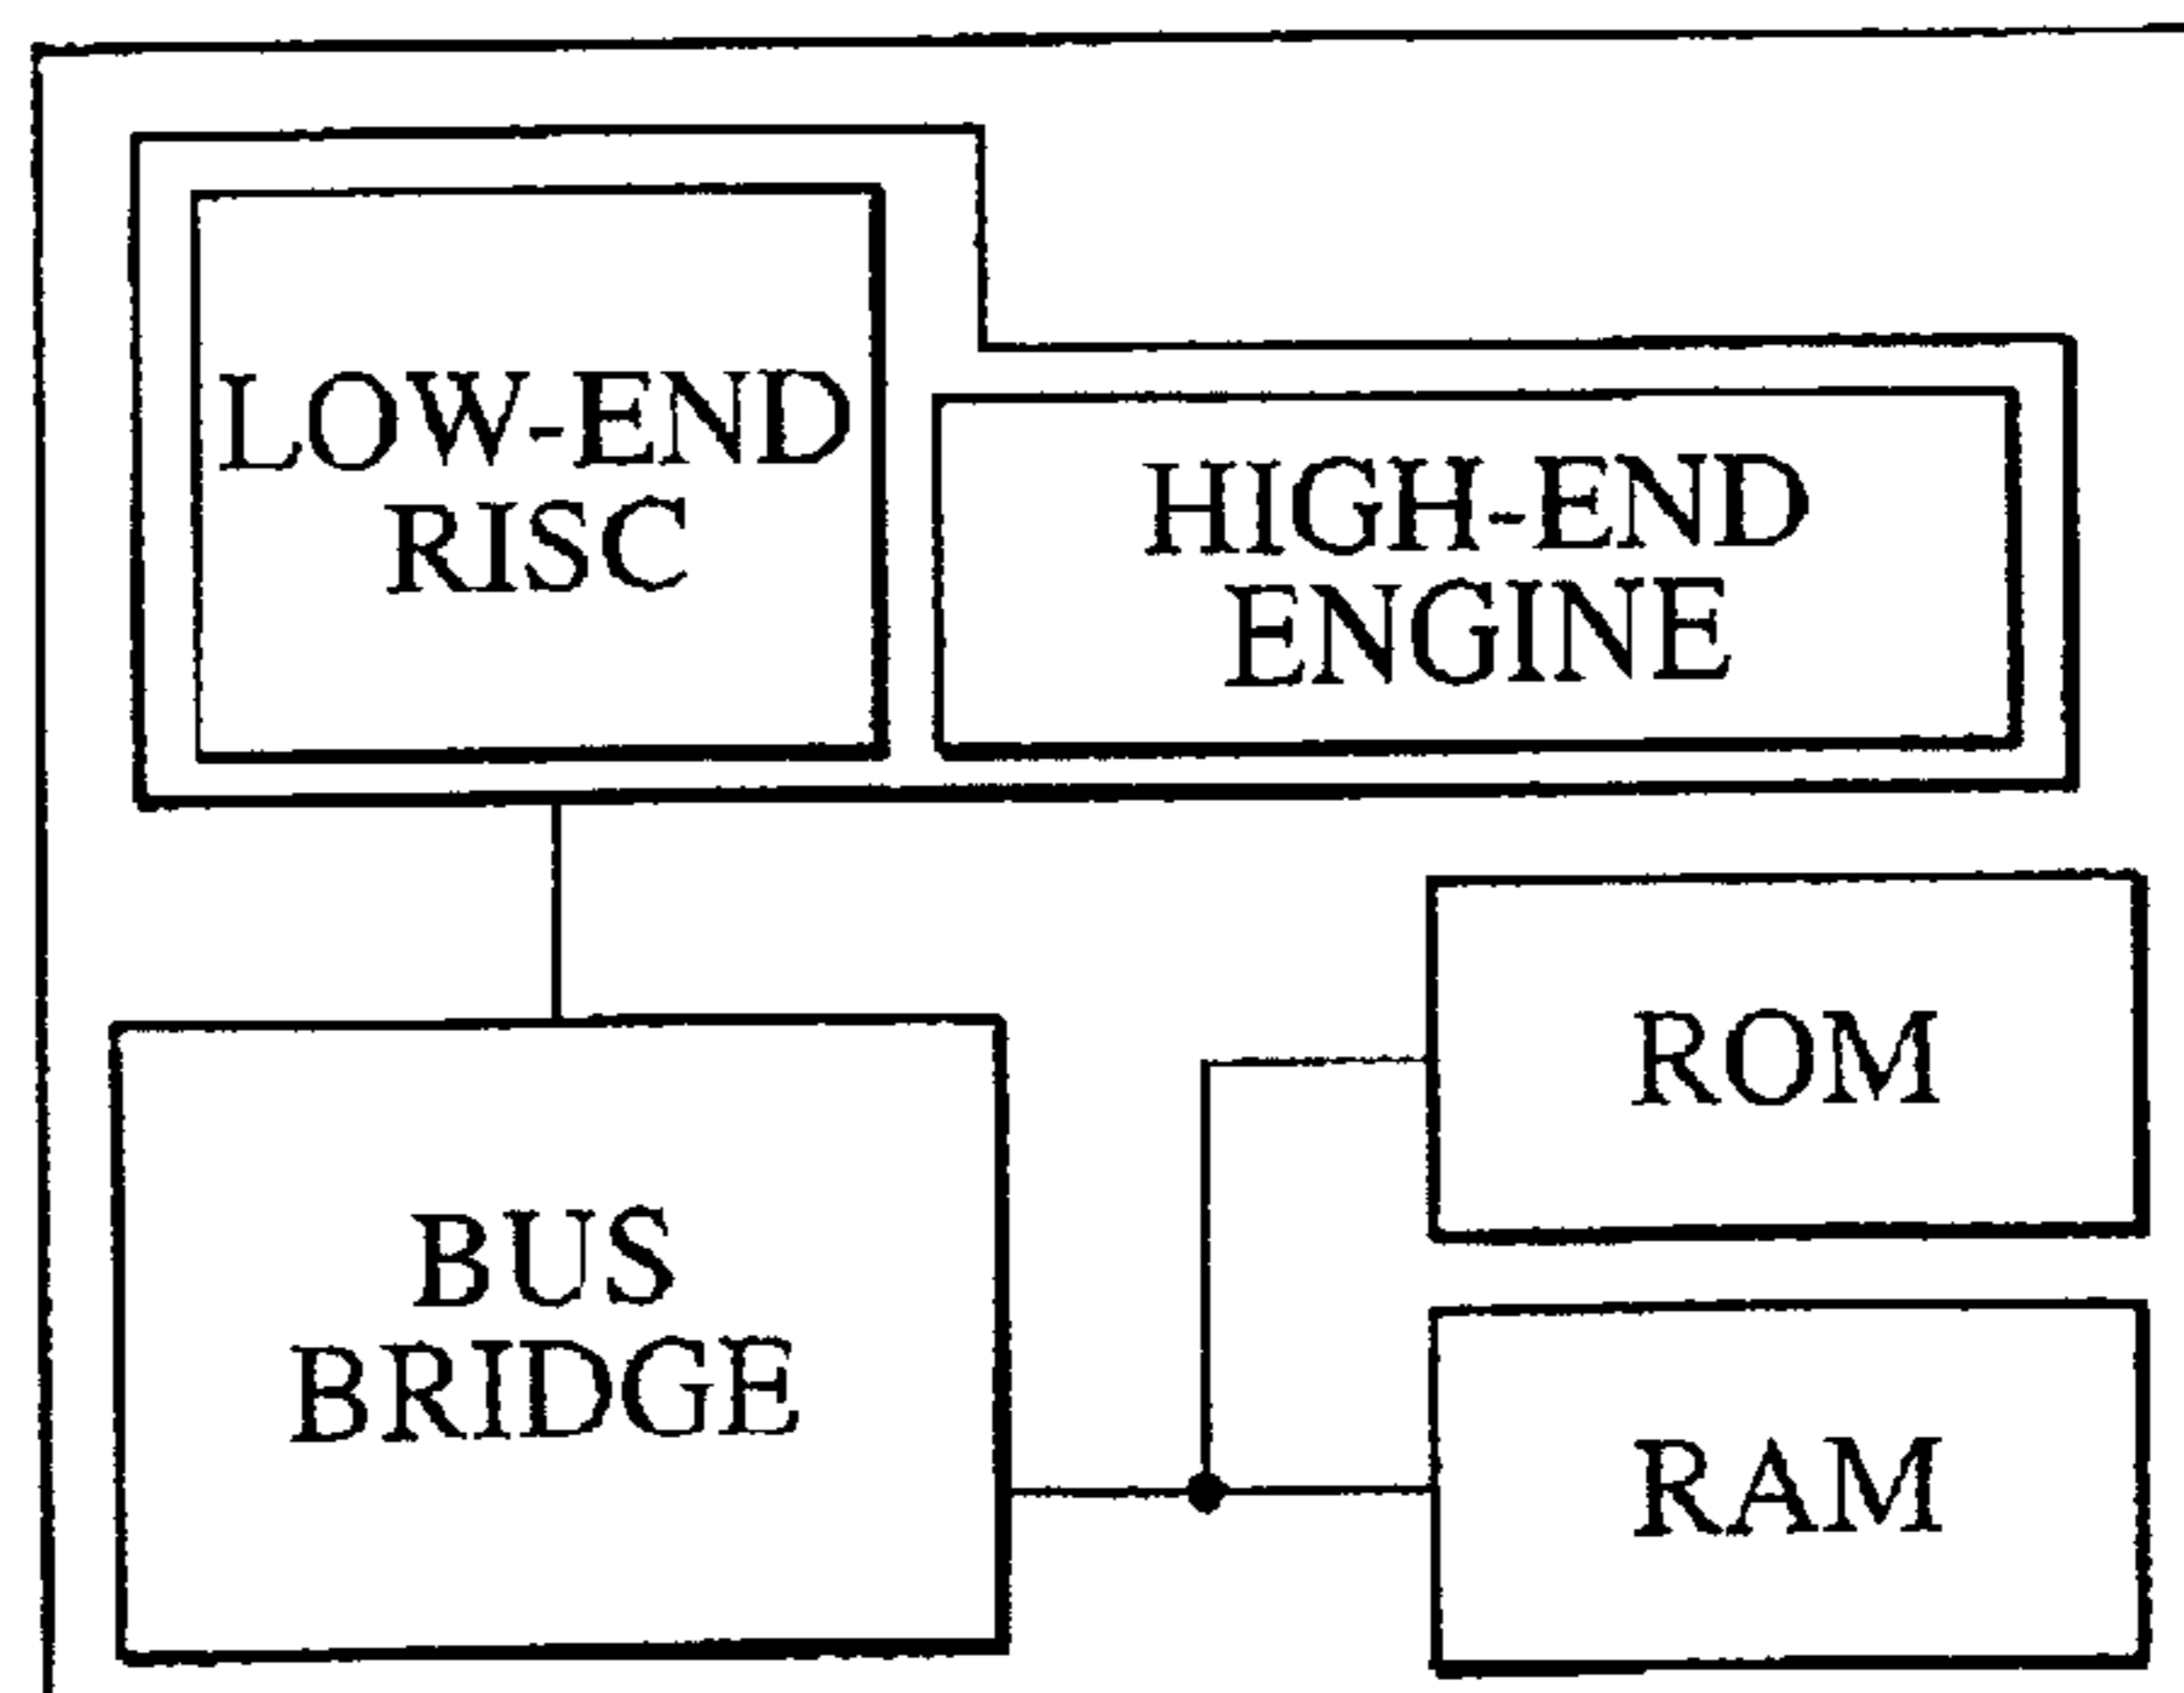 LOW-END
RISC
HIGH-END
ENGINE
ROM
BUS
BRIDGE
RAM